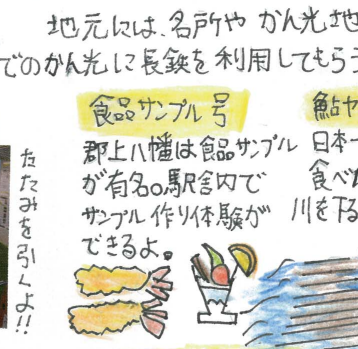 地元には、名所や かん光地
でのかん光に長鉄を利用してもらう
食品サンプル号
郡上八幡は食品サンプル
が有名。駅舎内で
サンプル作り体験が
できるよ。
鮎や
日本一
食べ
川を下る
たたみを引くよ!!